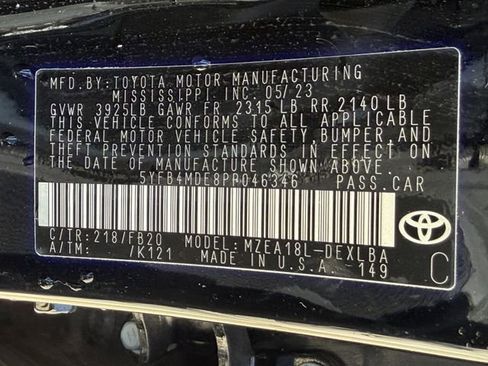 MFD.BY:TOYOTA MOTOR MANUFACTURING
MISSISSIPPI INC. 05/23
GVWR 3925LB GAWR FR 2315 LB RR 2140 LB
THIS VEHICLE CONFORMS TO ALL APPLICABLE
FEDERAL MOTOR VEHICLE SAFETY, BUMPER AND
THEFT PREVENTION STANDARDS IN EFFECT ON
THE DATE OF MANUFACTURE SHOWN ABOVE.
5YFB4MDE8PP046346 PASS.CAR
C/TR:218/FB20 MODEL: MZEA18L-DEXLBA
A/TM: /K121 MADE IN U.S.A. 149
C